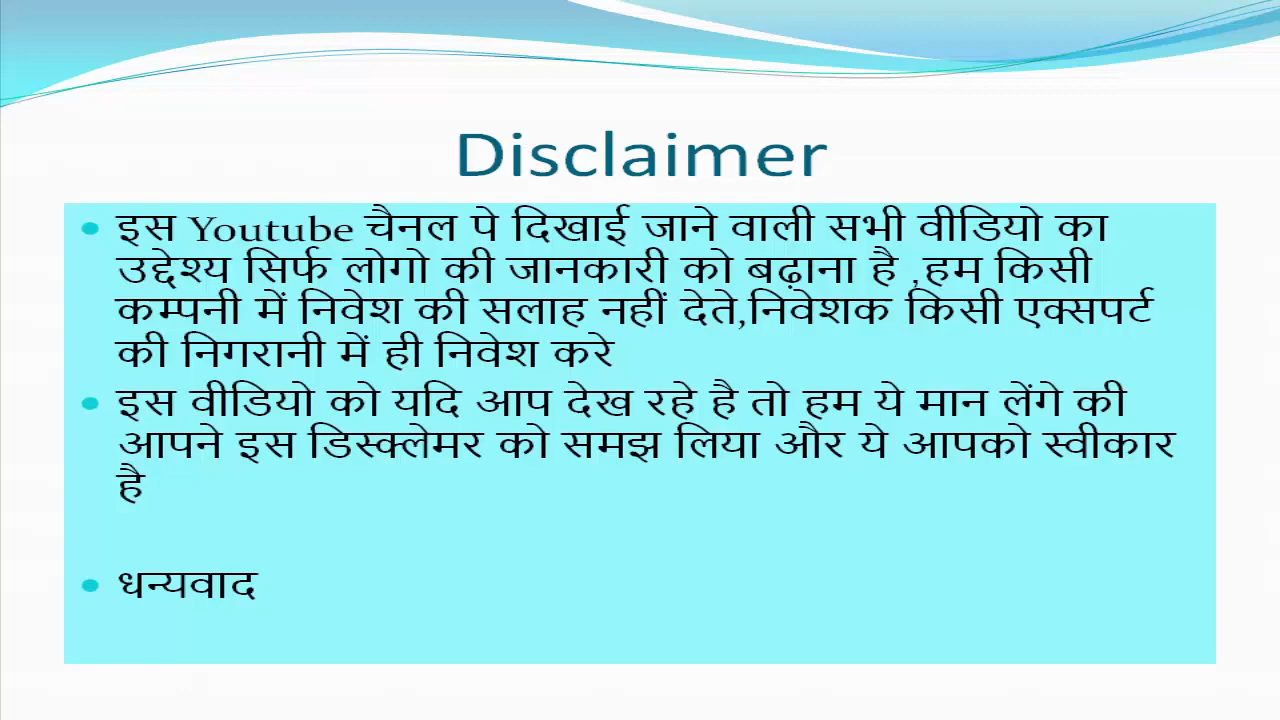 Disclaimer
इस Youtube चैनल पे दिखाई जाने वाली सभी वीडियो का
उद्देश्य सिर्फ लोगो की जानकारी को बढ़ाना है ,हम किसी
कम्पनी में निवेश की सलाह नहीं देते,निवेशक किसी एक्सपर्ट
की निगरानी में ही निवेश करे
इस वीडियो को यदि आप देख रहे है तो हम ये मान लेंगे की
आपने इस डिस्क्लेमर को समझ लिया और ये आपको स्वीकार
है
धन्यवाद